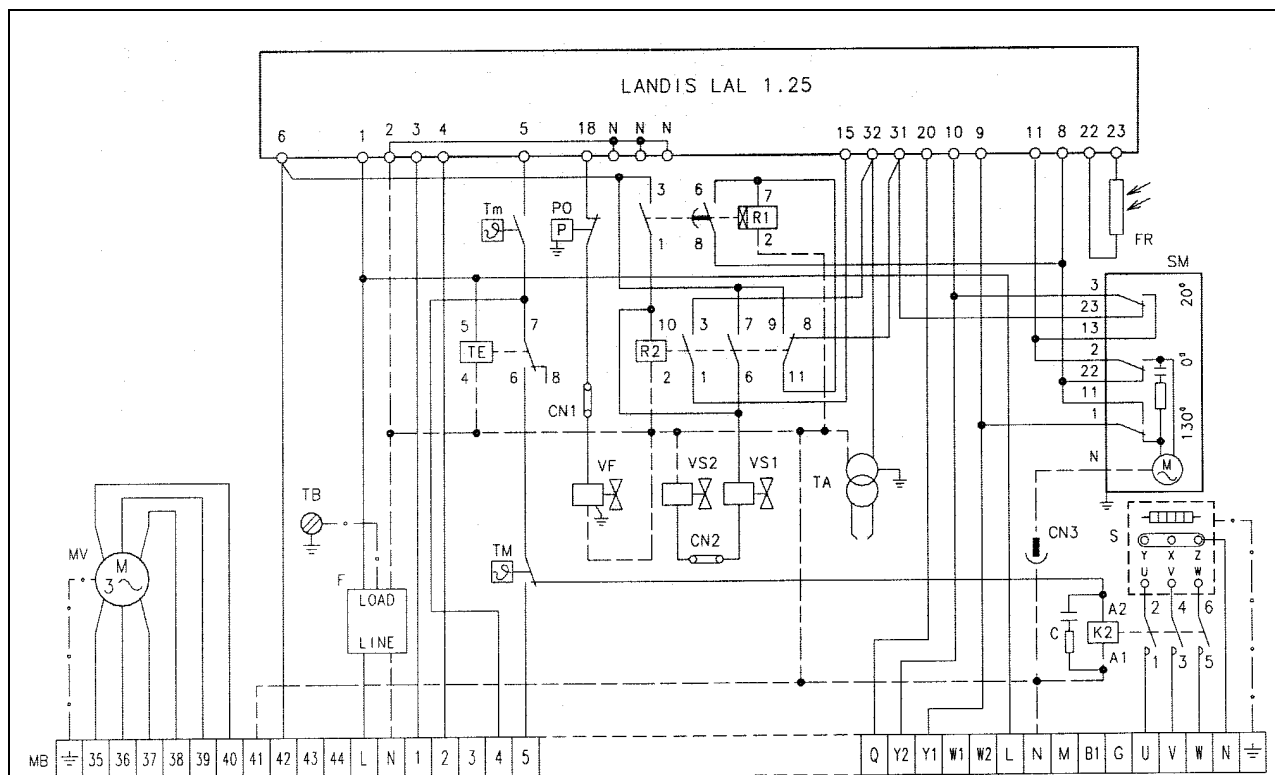 LANDIS LAL 1.25
6 1 2 3 4 5 18 N N N 15 32 31 20 10 9 11 8 22 23
3 6 7
Tm PO P R1
1 8 2
FR
SM
3
23
13
20°
2
22
0°
11
1
130°
N M
5 7 10 3 7 9 8
TE R2
4 6 8 2 1 6 11
CN1
VF VS2 VS1 TA
CN2
TB
MV M 3
F LOAD
LINE
TM
CN3
S
Y X Z
U V W
2 4 6
A2
C K2
A1
1 3 5
MB 35 36 37 38 39 40 41 42 43 44 L N 1 2 3 4 5 Q Y2 Y1 W1 W2 L N M B1 G U V W N